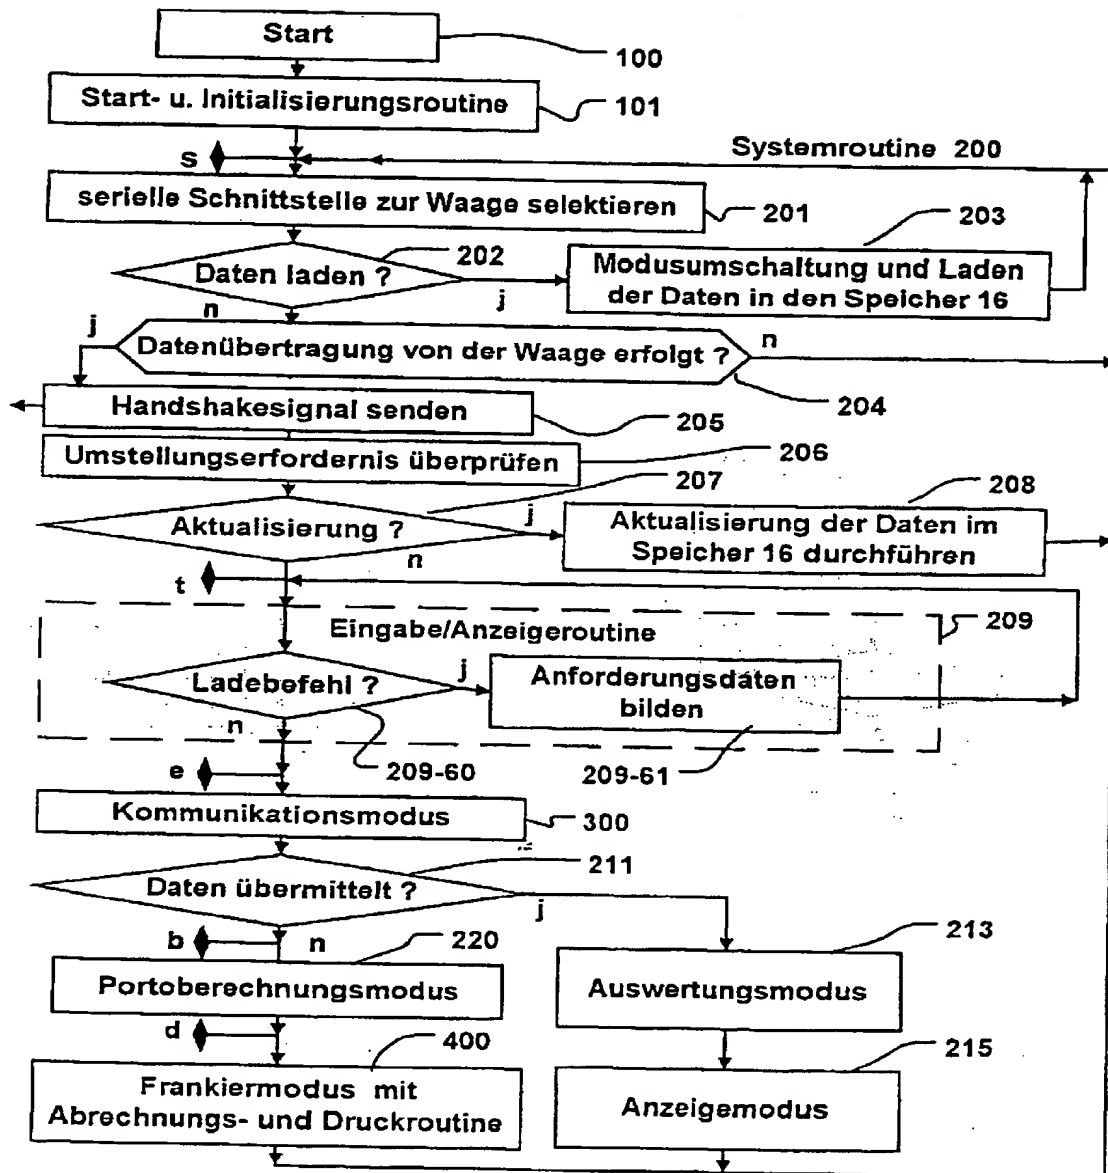 Start
100
Start- u. Initialisierungsroutine
101
s
Systemroutine 200
serielle Schnittstelle zur Waage selektieren
201
203
202
Daten laden ?
j
n
Modusumschaltung und Laden
der Daten in den Speicher 16
j
Datenübertragung von der Waage erfolgt ?
n
204
Handshakesignal senden
205
Umstellungserfordernis überprüfen
206
207
208
Aktualisierung ?
j
n
Aktualisierung der Daten im
Speicher 16 durchführen
t
Eingabe/Anzeigeroutine
209
Ladebefehl ?
j
n
Anforderungsdaten
bilden
209-60
209-61
e
Kommunikationsmodus
300
211
Daten übermittelt ?
j
b
n
220
213
Portoberechnungsmodus
Auswertungsmodus
d
400
215
Frankiermodus mit
Abrechnungs- und Druckroutine
Anzeigemodus